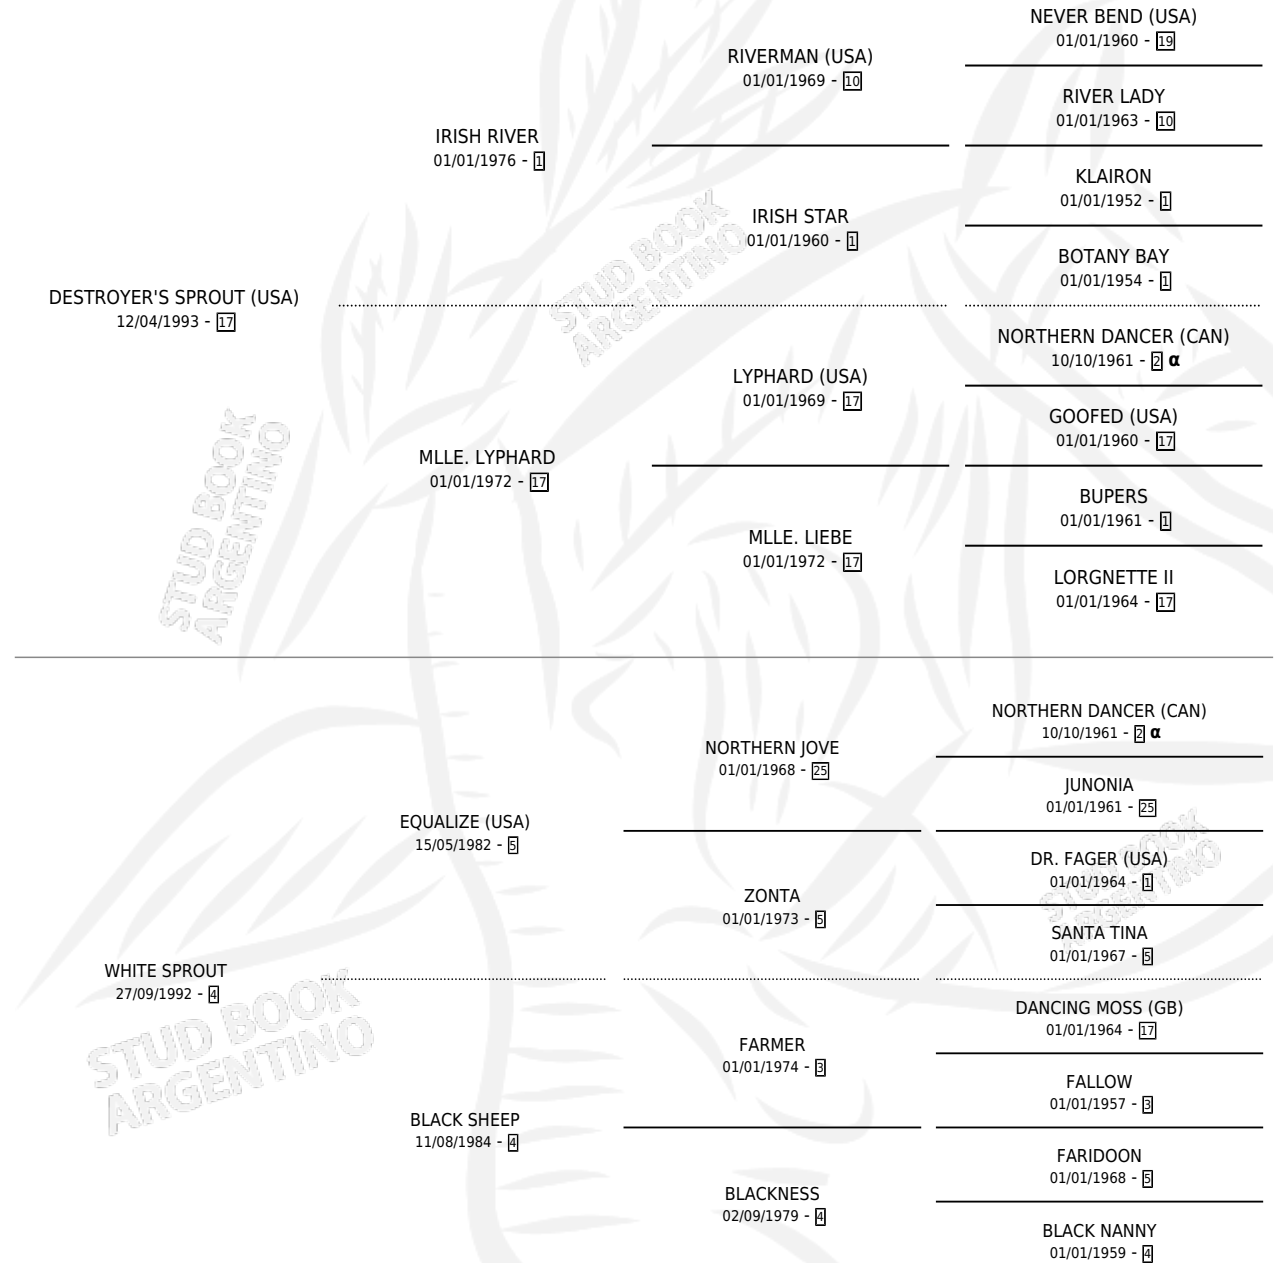 NEVER BEND (USA)
01/01/1960 - 19
RIVERMAN (USA)
01/01/1969 - 10
RIVER LADY
01/01/1963 - 10
IRISH RIVER
01/01/1976 - 1
KLAIRON
01/01/1952 - 1
IRISH STAR
01/01/1960 - 1
BOTANY BAY
01/01/1954 - 1
DESTROYER'S SPROUT (USA)
12/04/1993 - 17
NORTHERN DANCER (CAN)
10/10/1961 - 2 α
LYPHARD (USA)
01/01/1969 - 17
GOOFED (USA)
01/01/1960 - 17
MLLE. LYPHARD
01/01/1972 - 17
BUPERS
01/01/1961 - 1
MLLE. LIEBE
01/01/1972 - 17
LORGNETTE II
01/01/1964 - 17
NORTHERN DANCER (CAN)
10/10/1961 - 2 α
NORTHERN JOVE
01/01/1968 - 25
JUNONIA
01/01/1961 - 25
EQUALIZE (USA)
15/05/1982 - 5
DR. FAGER (USA)
01/01/1964 - 1
ZONTA
01/01/1973 - 5
SANTA TINA
01/01/1967 - 5
WHITE SPROUT
27/09/1992 - 4
DANCING MOSS (GB)
01/01/1964 - 17
FARMER
01/01/1974 - 3
FALLOW
01/01/1957 - 3
BLACK SHEEP
11/08/1984 - 4
FARIDOON
01/01/1968 - 5
BLACKNESS
02/09/1979 - 4
BLACK NANNY
01/01/1959 - 4
STUD BOOK
ARGENTINO
STUD BOOK
ARGENTINO
STUD BOOK
ARGENTINO
STUD BOOK
ARGENTINO